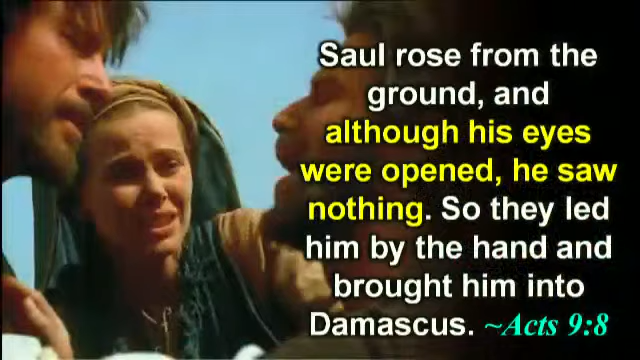 Saul rose from the
ground, and
although his eyes
were opened, he saw
nothing. So they led
him by the hand and
brought him into
Damascus. ~Acts 9:8